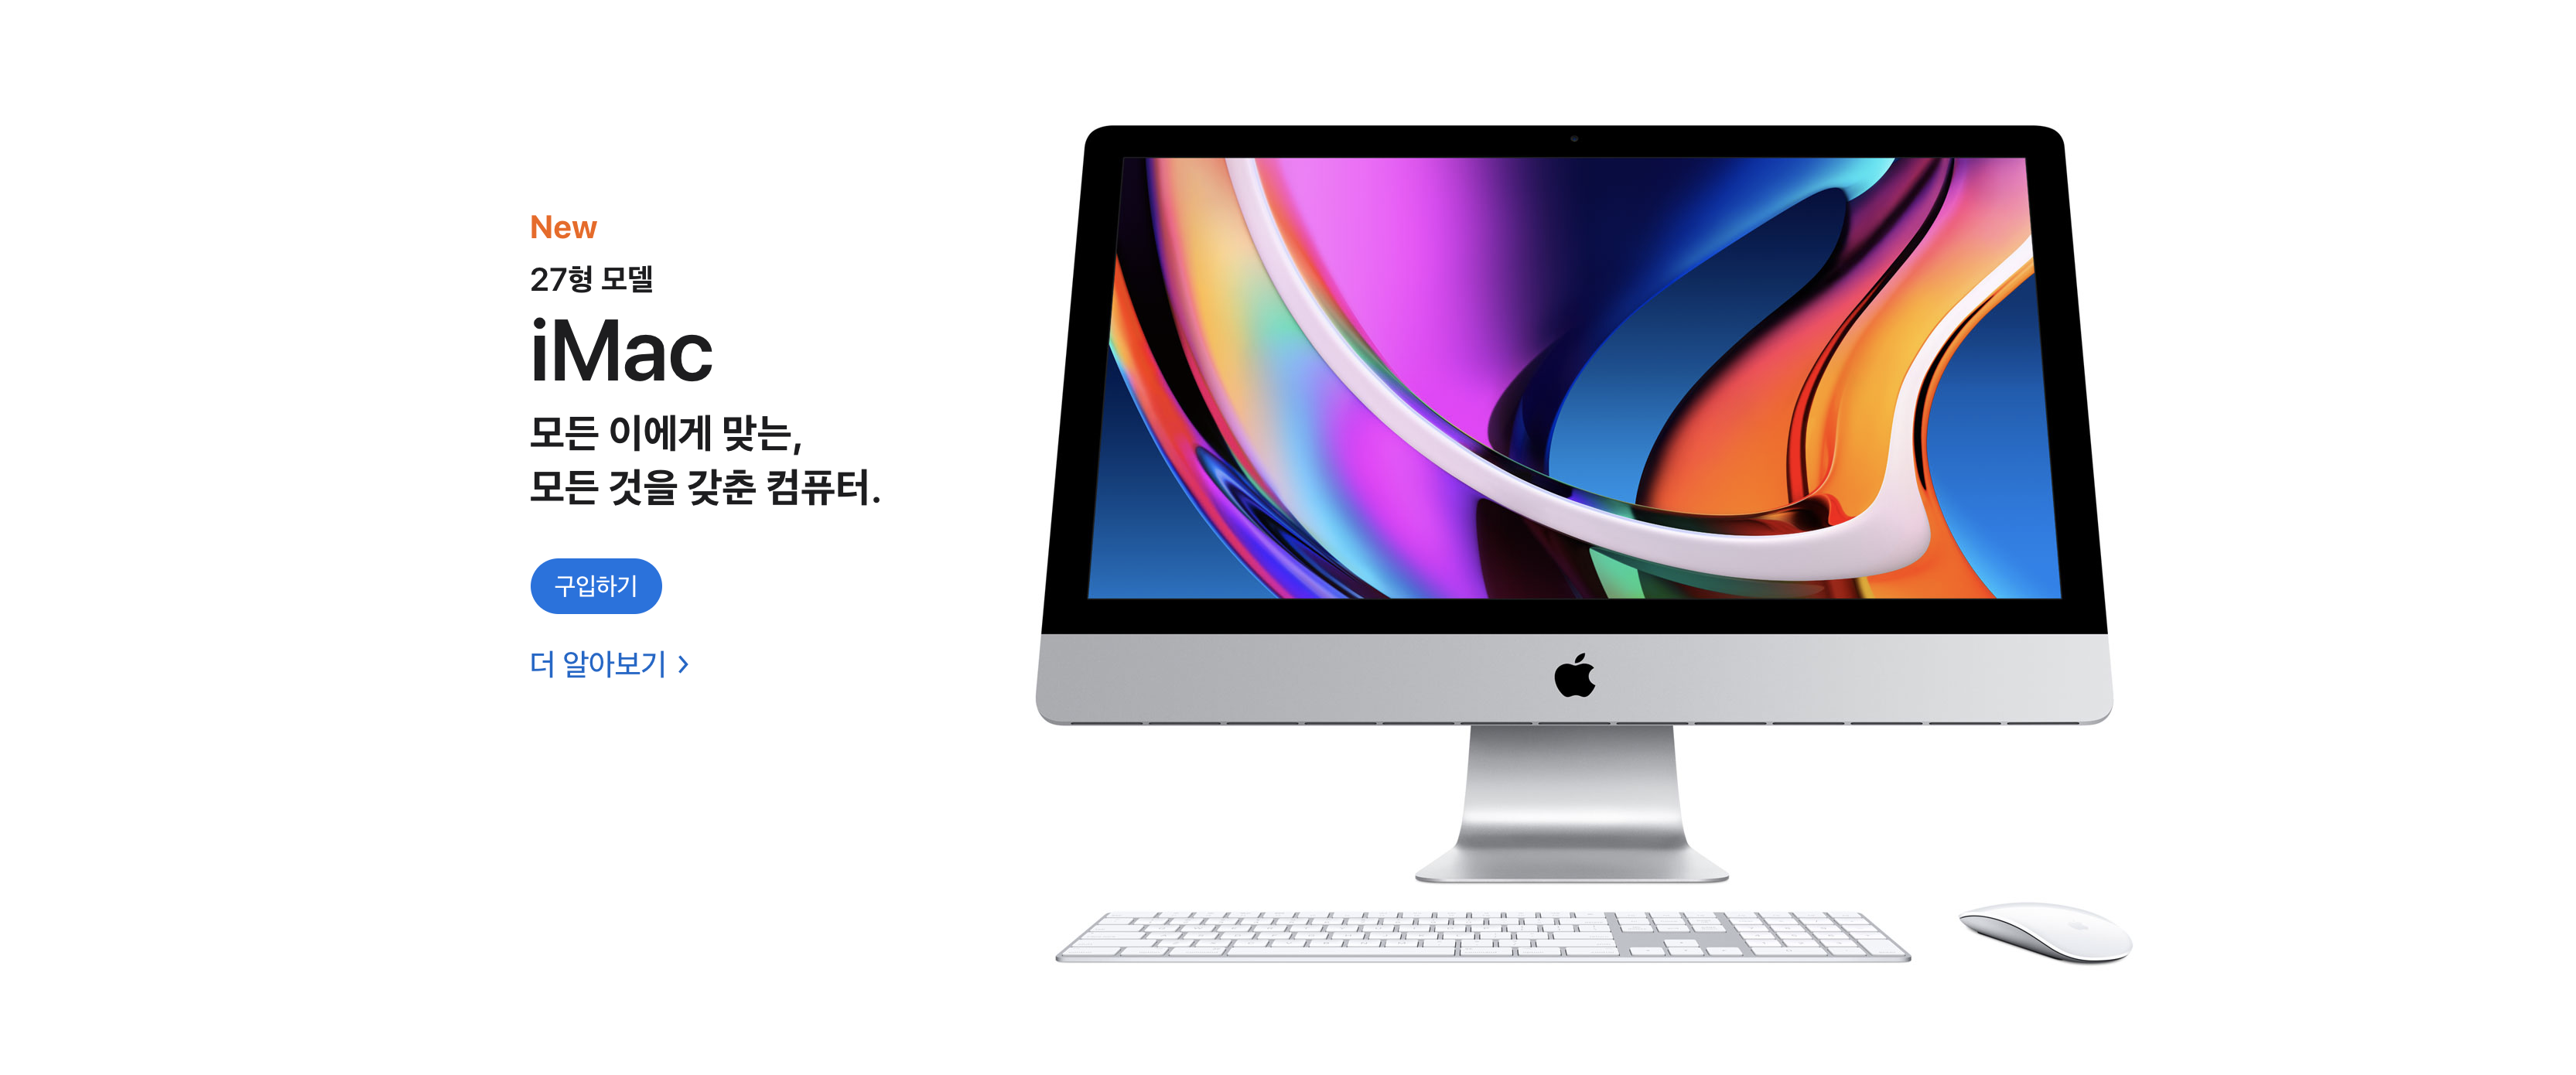 New
27형 모델
iMac
모든 이에게 맞는,
모든 것을 갖춘 컴퓨터.
구입하기
더 알아보기 >